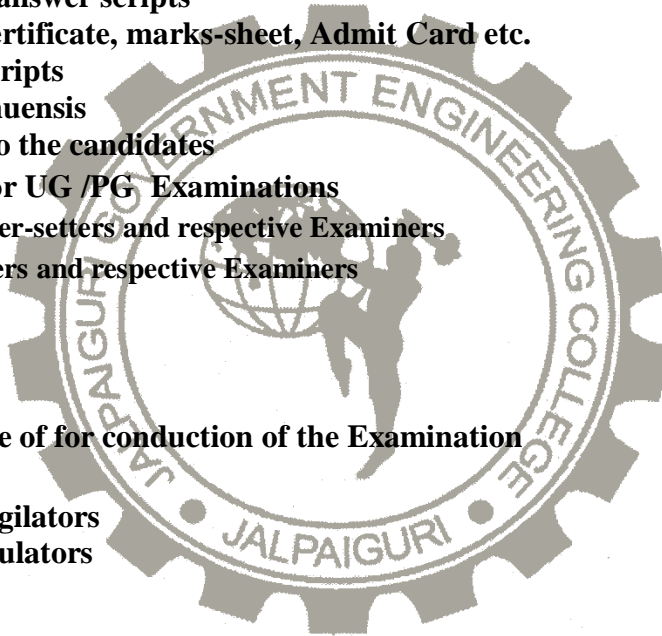 answer scripts
ertificate, marks-sheet, Admit Card etc.
ripts
nuensis
o the candidates
or UG /PG Examinations
er-setters and respective Examiners
ers and respective Examiners
e of for conduction of the Examination
gilators
ulators
JALPAIGURI GOVERNMENT ENGINEERING COLLEGE
JALPAIGURI